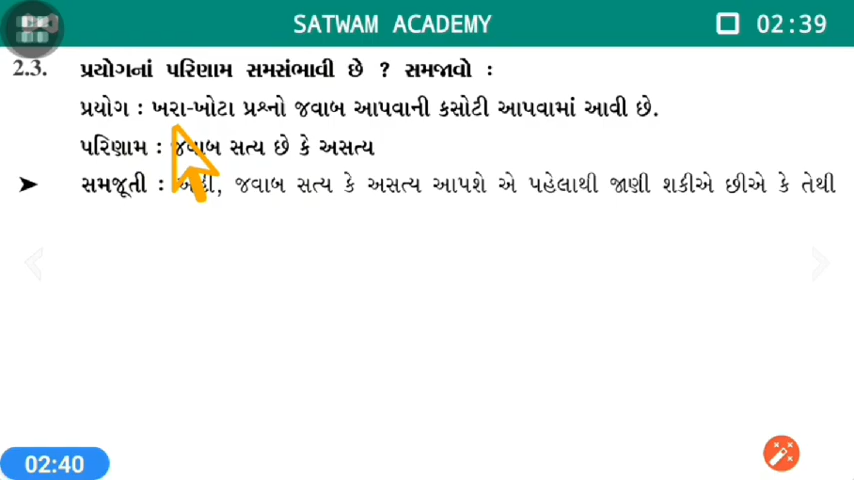 SATWAM ACADEMY
02:39
2.3. પ્રયોગનાં પરિણામ સમસંભાવી છે ? સમજાવો :
પ્રયોગ : ખરા-ખોટા પ્રશ્નો જવાબ આપવાની કસોટી આપવામાં આવી છે.
પરિણામ : જવાબ સત્ય છે કે અસત્ય
➤ સમજૂતી : જવાબ સત્ય કે અસત્ય આપશે એ પહેલાથી જાણી શકીએ છીએ કે તેથી
02:40